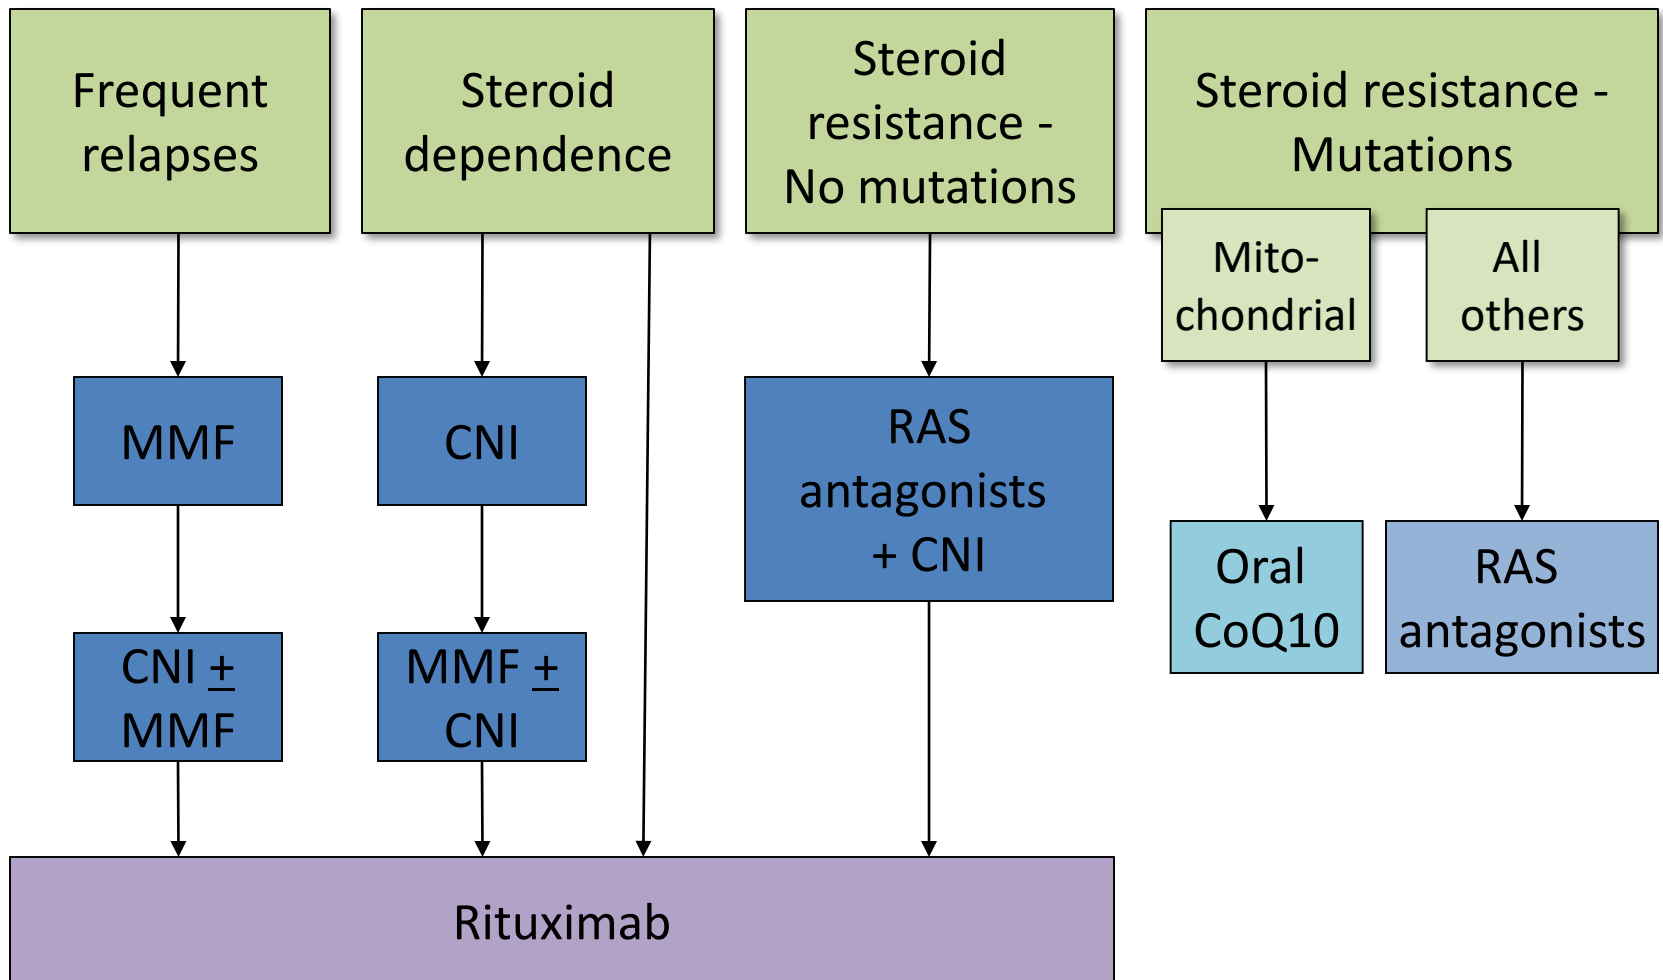 Frequent
relapses
Steroid
dependence
Steroid
resistance -
No mutations
Steroid resistance -
Mutations
Mito-
chondrial
All
others
MMF
CNI
RAS
antagonists
+ CNI
Oral
CoQ10
RAS
antagonists
CNI ±
MMF
MMF ±
CNI
Rituximab